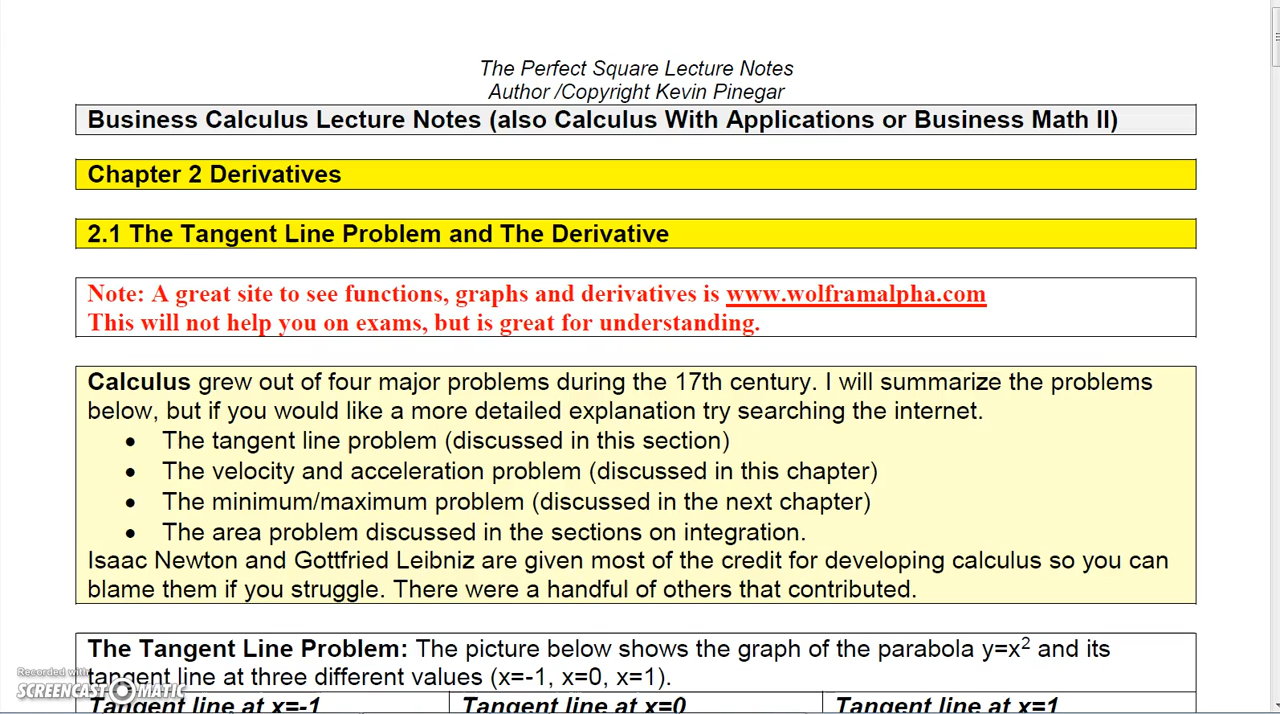 The Perfect Square Lecture Notes
Author /Copyright Kevin Pinegar
Business Calculus Lecture Notes (also Calculus With Applications or Business Math II)
Chapter 2 Derivatives
2.1 The Tangent Line Problem and The Derivative
Note: A great site to see functions, graphs and derivatives is www.wolframalpha.com
This will not help you on exams, but is great for understanding.
Calculus grew out of four major problems during the 17th century. I will summarize the problems
below, but if you would like a more detailed explanation try searching the internet.
• The tangent line problem (discussed in this section)
• The velocity and acceleration problem (discussed in this chapter)
• The minimum/maximum problem (discussed in the next chapter)
• The area problem discussed in the sections on integration.
Isaac Newton and Gottfried Leibniz are given most of the credit for developing calculus so you can
blame them if you struggle. There were a handful of others that contributed.
The Tangent Line Problem: The picture below shows the graph of the parabola y=x² and its
tangent line at three different values (x=-1, x=0, x=1).
Tangent line at x=-1 Tangent line at x=0 Tangent line at x=1
Recorded with
SCREENCAST-O-MATIC